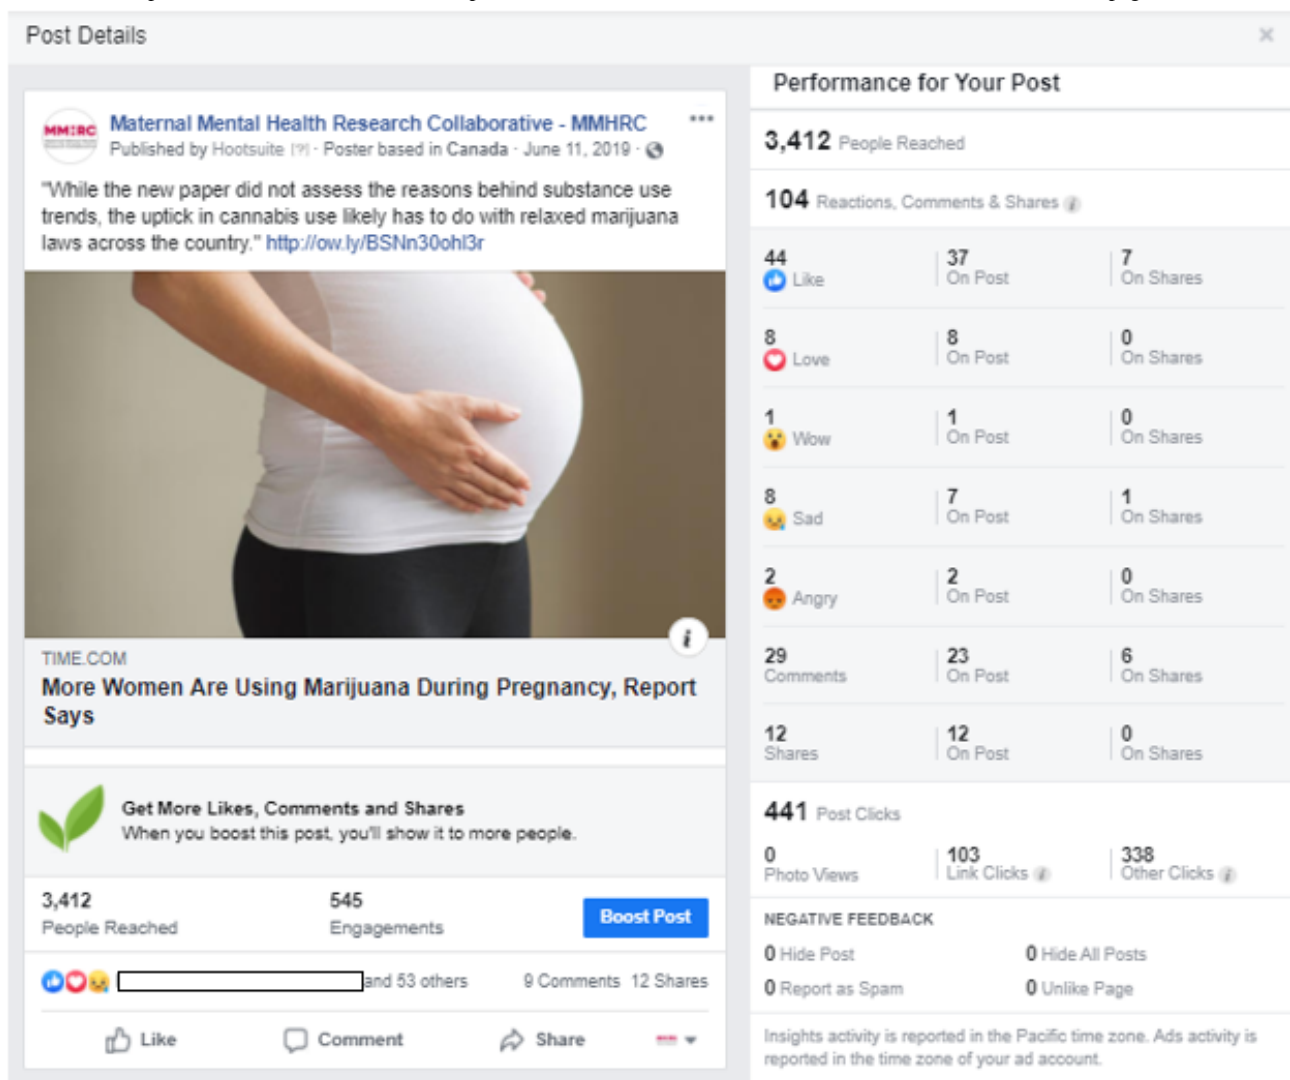 Post Details
Maternal Mental Health Research Collaborative - MMHRC
Published by Hootsuite [?] · Poster based in Canada · June 11, 2019 ·
"While the new paper did not assess the reasons behind substance use
trends, the uptick in cannabis use likely has to do with relaxed marijuana
laws across the country." http://ow.ly/BSNn30ohl3r
TIME.COM
More Women Are Using Marijuana During Pregnancy, Report
Says
Get More Likes, Comments and Shares
When you boost this post, you'll show it to more people.
3,412 545
People Reached Engagements Boost Post
and 53 others 9 Comments 12 Shares
Like Comment Share
Performance for Your Post
3,412 People Reached
104 Reactions, Comments & Shares
44 37 7
Like On Post On Shares
8 8 0
Love On Post On Shares
1 1 0
Wow On Post On Shares
8 7 1
Sad On Post On Shares
2 2 0
Angry On Post On Shares
29 23 6
Comments On Post On Shares
12 12 0
Shares On Post On Shares
441 Post Clicks
0 103 338
Photo Views Link Clicks Other Clicks
NEGATIVE FEEDBACK
0 Hide Post 0 Hide All Posts
0 Report as Spam 0 Unlike Page
Insights activity is reported in the Pacific time zone. Ads activity is
reported in the time zone of your ad account.